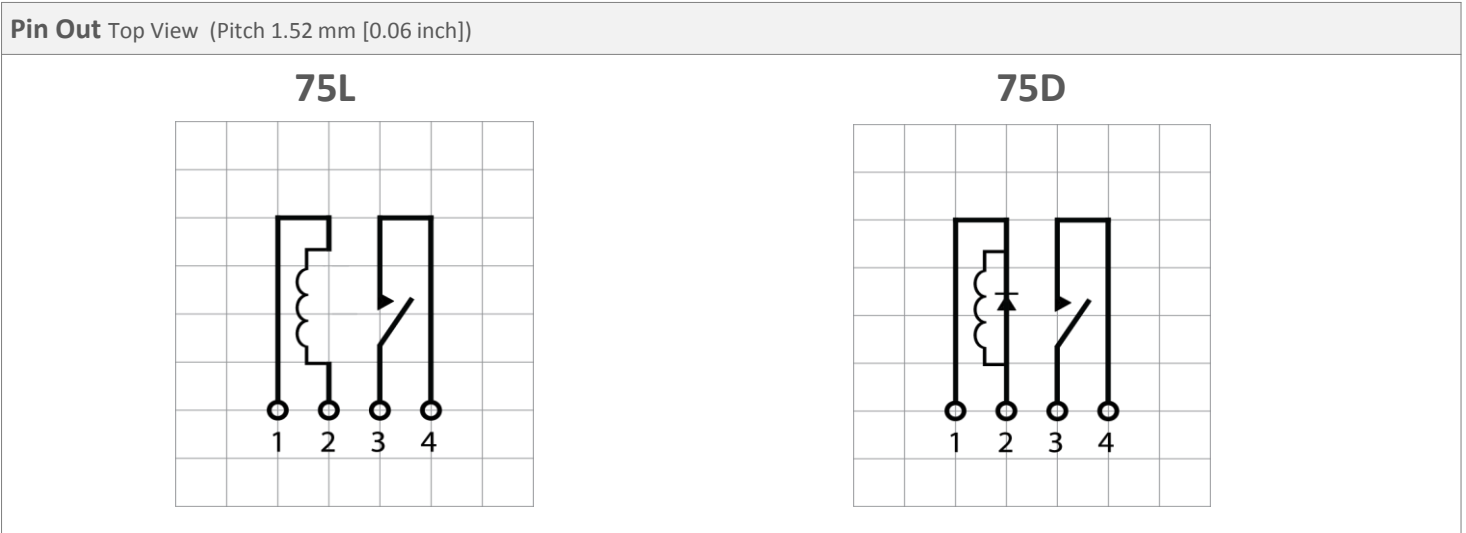 Pin Out Top View (Pitch 1.52 mm [0.06 inch])
75L
75D
1 2 3 4
1 2 3 4